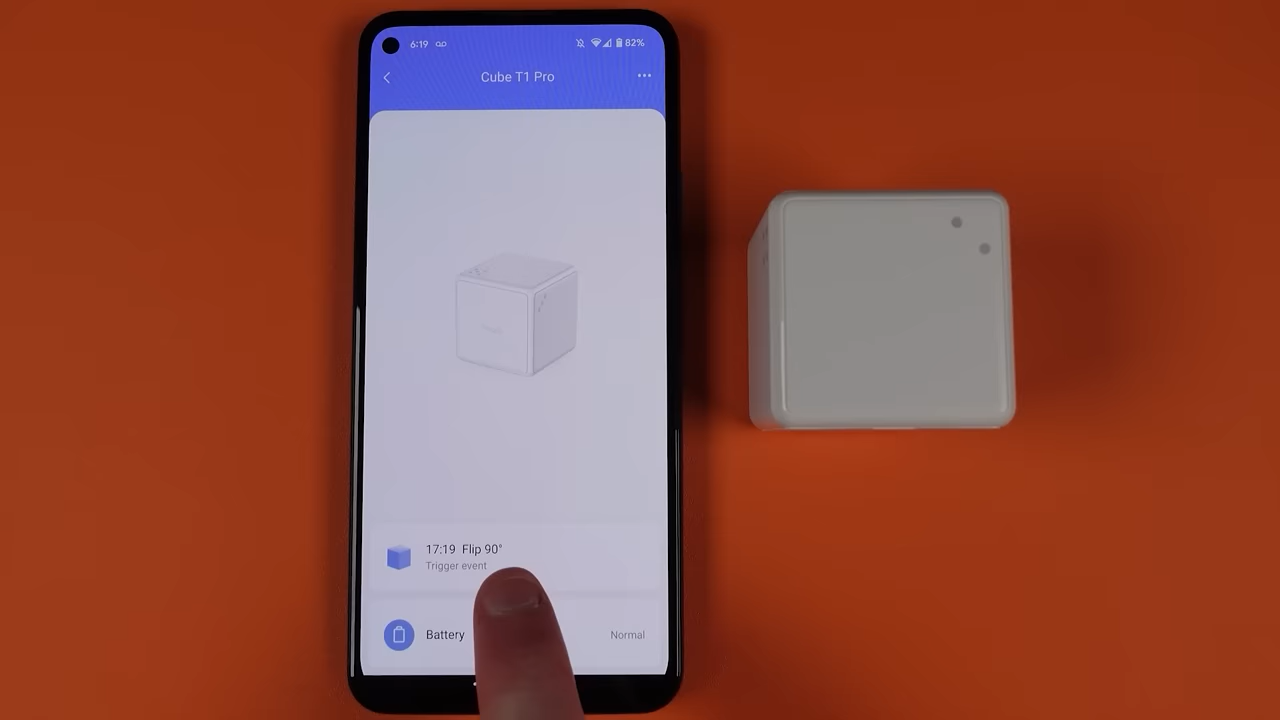 6:19 82%
Cube T1 Pro
17:19 Flip 90°
Trigger event
Battery Normal